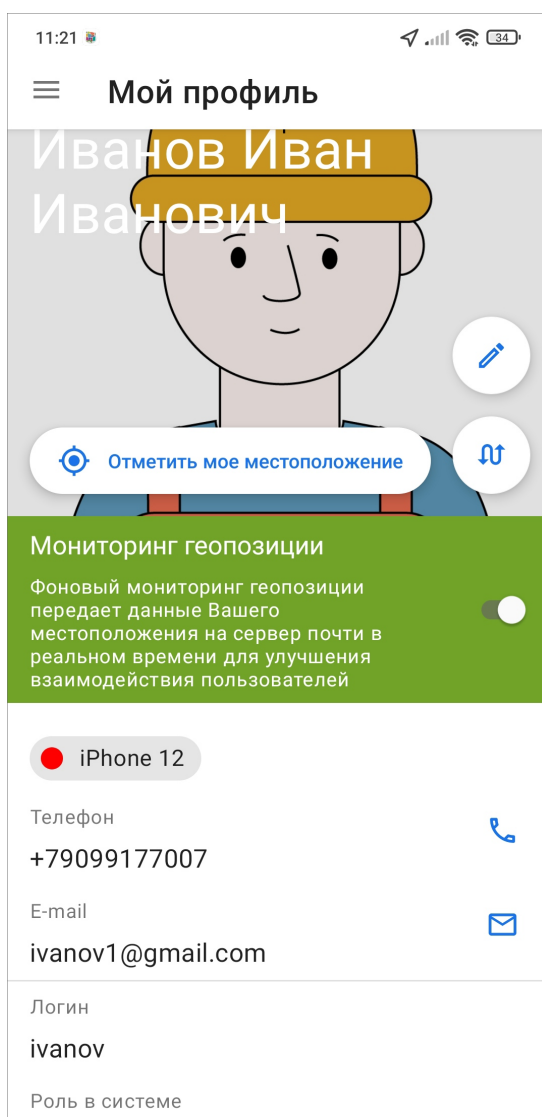 11:21
34
Мой профиль
Иванов Иван
Иванович
Отметить мое местоположение
Мониторинг геопозиции
Фоновый мониторинг геопозиции
передает данные Вашего
местоположения на сервер почти в
реальном времени для улучшения
взаимодействия пользователей
iPhone 12
Телефон
+79099177007
E-mail
ivanov1@gmail.com
Логин
ivanov
Роль в системе